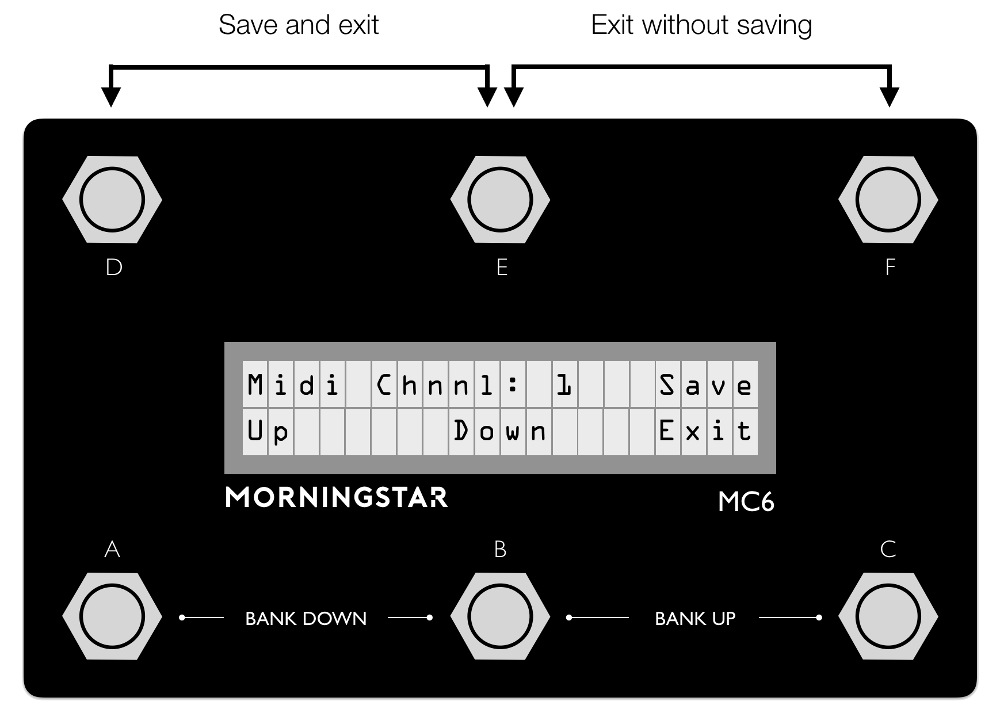 Save and exit
Exit without saving
D
E
F
Midi Chnnl: 1 Save
Up Down Exit
MORNINGSTAR
MC6
A
B
C
BANK DOWN
BANK UP